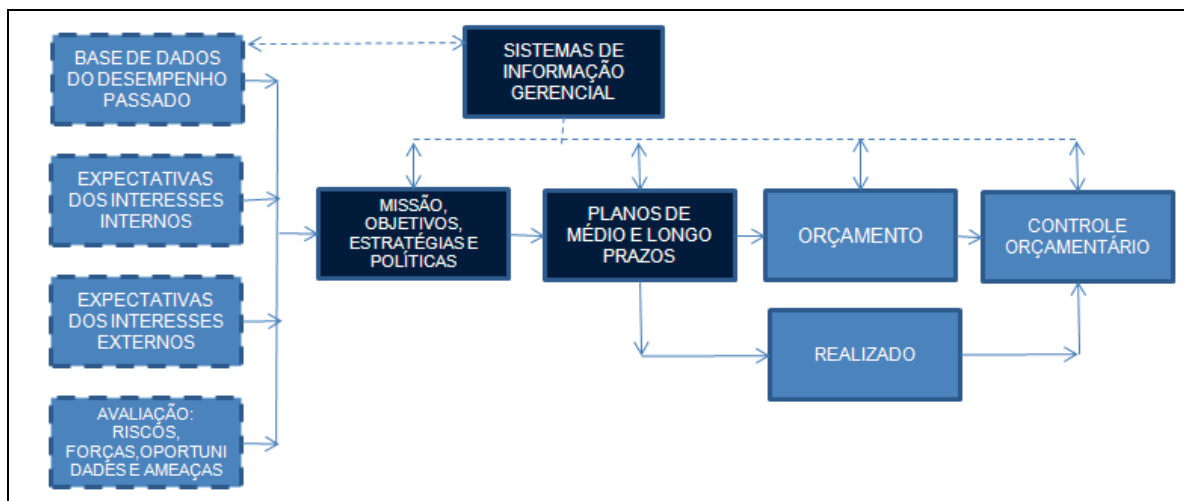 BASE DE DADOS
DO DESEMPENHO
PASSADO
SISTEMAS DE
INFORMAÇÃO
GERENCIAL
EXPECTATIVAS
DOS INTERESSES
INTERNOS
MISSÃO,
OBJETIVOS,
ESTRATÉGIAS E
POLÍTICAS
PLANOS DE
MÉDIO E LONGO
PRAZOS
ORÇAMENTO
CONTROLE
ORÇAMENTÁRIO
EXPECTATIVAS
DOS INTERESSES
EXTERNOS
REALIZADO
AVALIAÇÃO:
RISCOS,
FORÇAS,OPORTUNI
DADES E AMEAÇAS